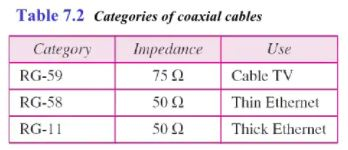 Table 7.2 Categories of coaxial cables
Category Impedance Use
RG-59 75 Ω Cable TV
RG-58 50 Ω Thin Ethernet
RG-11 50 Ω Thick Ethernet